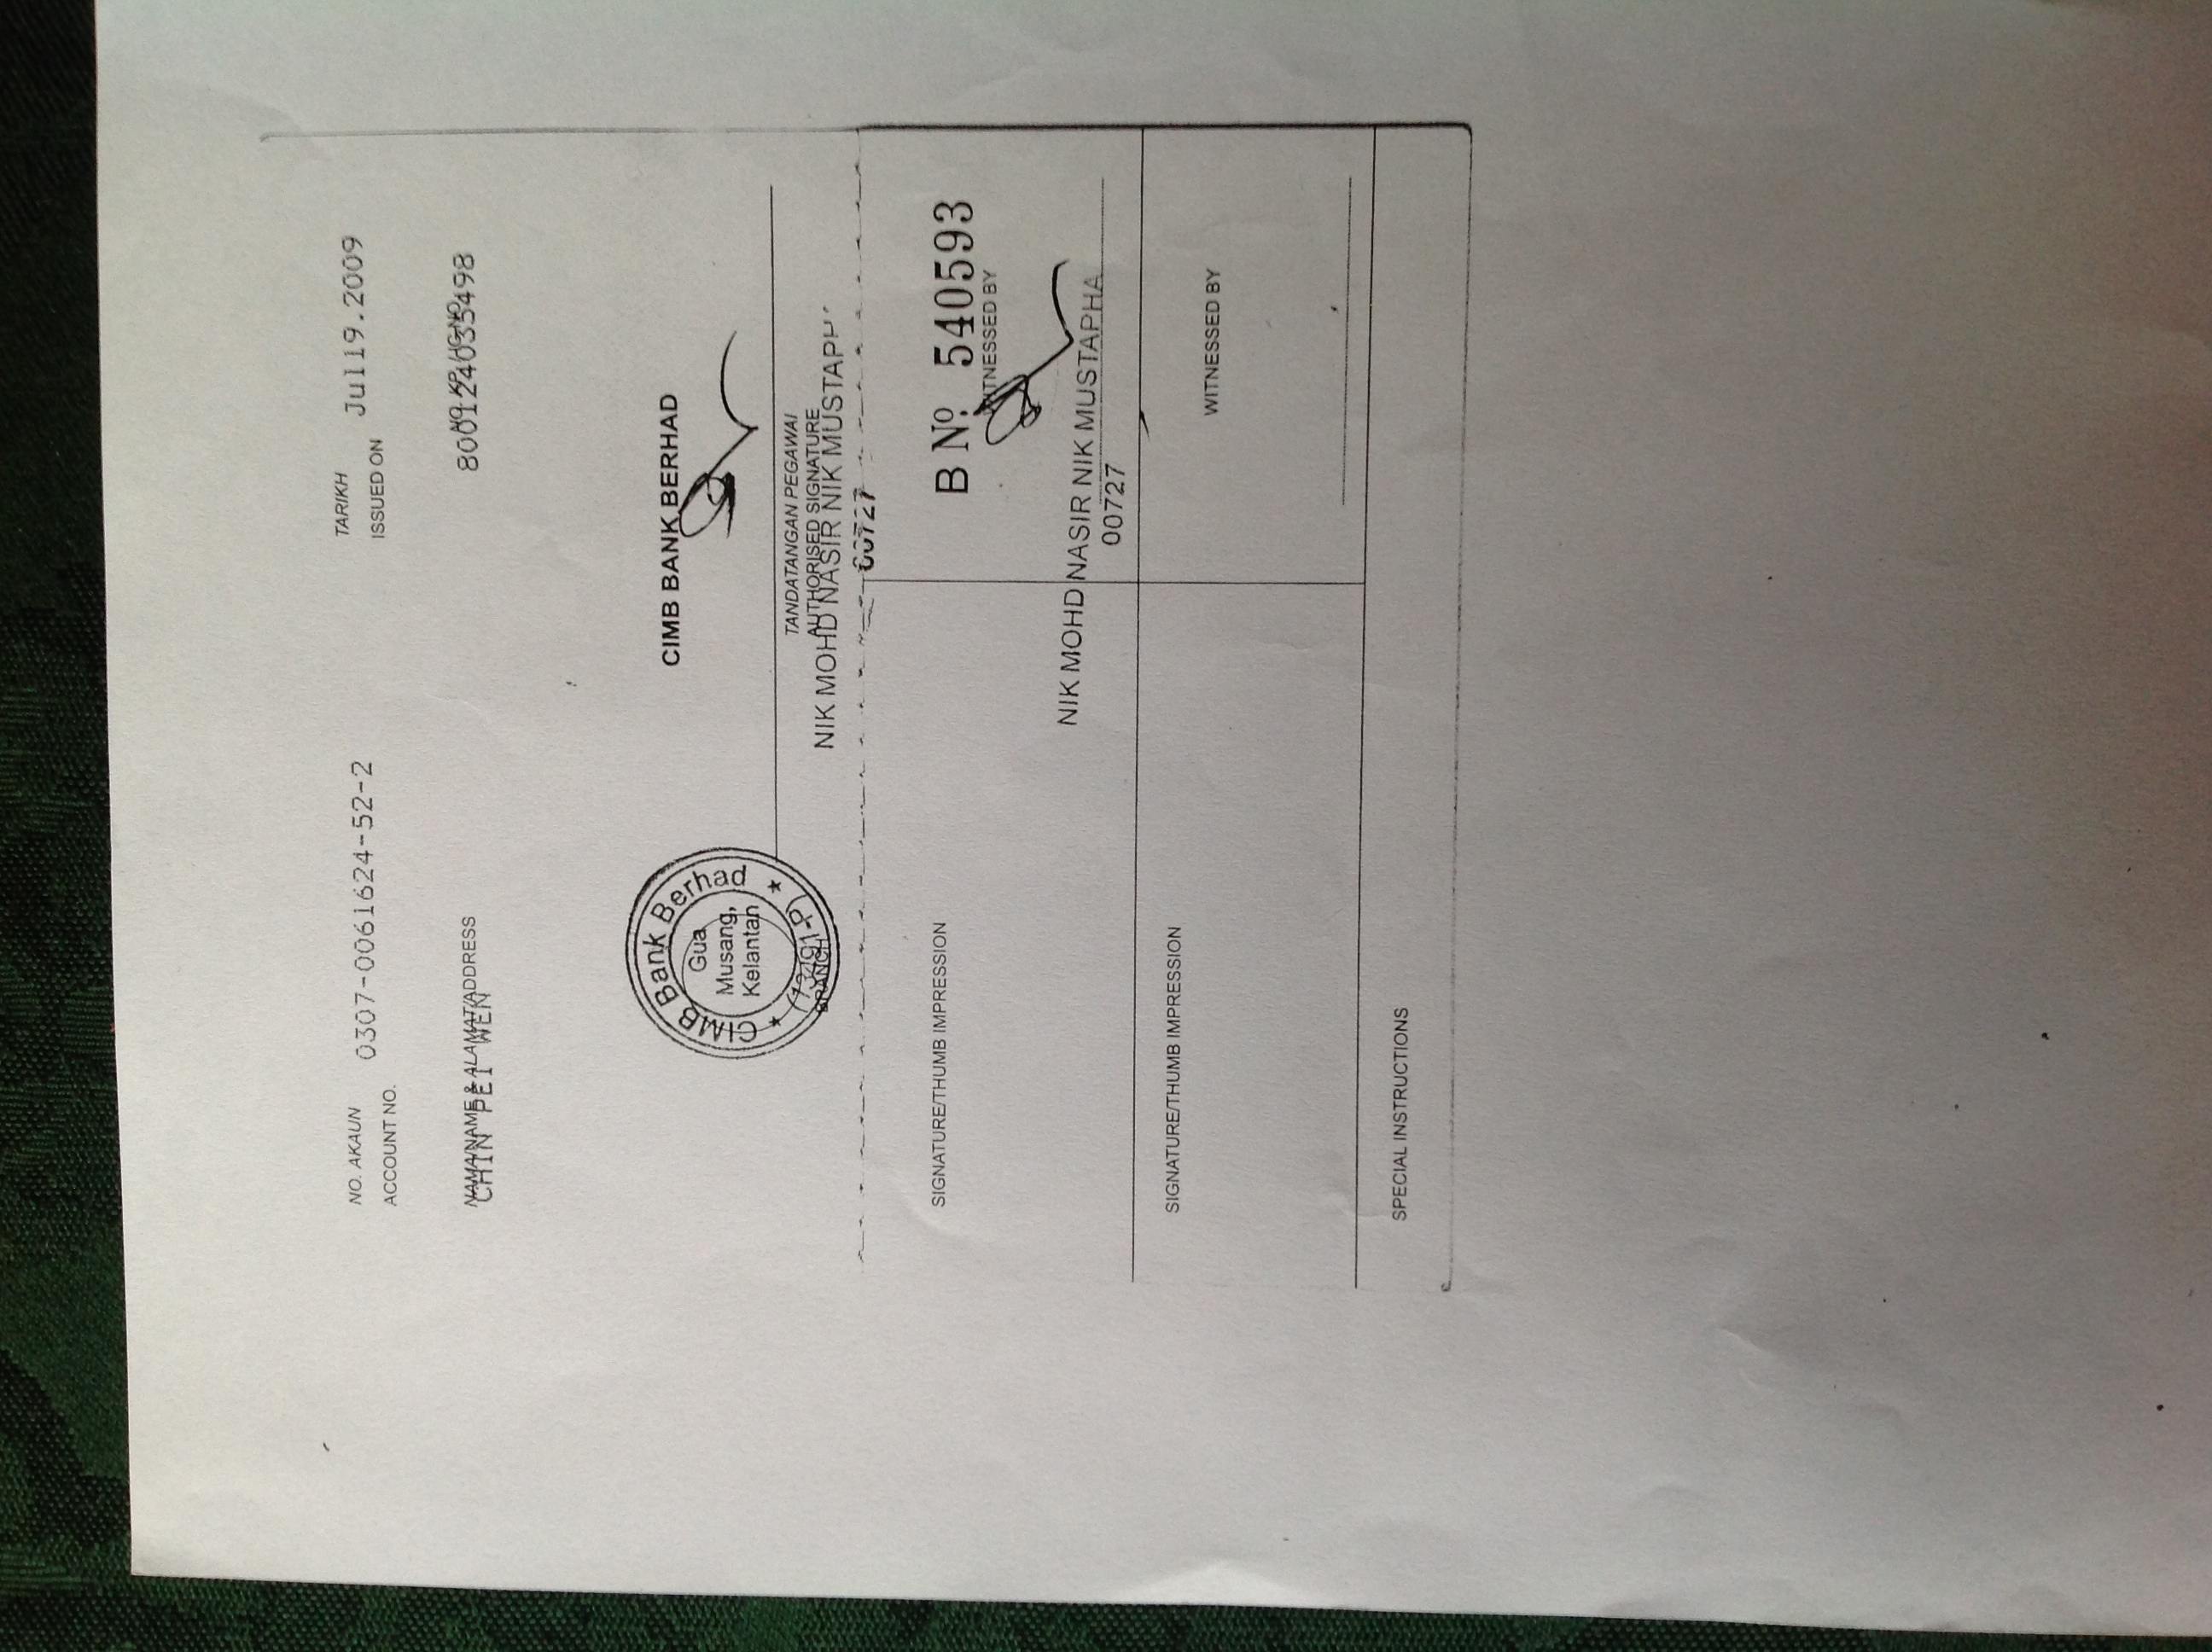 NO. AKAUN
ACCOUNT NO.
0307-0061624-52-2
TARIKH
ISSUED ON
Jul19.2009
NAMA/NAME & ALAMAT/ADDRESS
CHIN PEI WEN
NO. KP./IC NO.
800124035498
CIMB Bank Berhad
Gua
Musang,
Kelantan
(13491-P)
BRANCH
CIMB BANK BERHAD
TANDATANGAN PEGAWAI
AUTHORISED SIGNATURE
NIK MOHD NASIR NIK MUSTAPHA
00727
SIGNATURE/THUMB IMPRESSION
B Nº. 540593
WITNESSED BY
NIK MOHD NASIR NIK MUSTAPHA
00727
SIGNATURE/THUMB IMPRESSION
WITNESSED BY
SPECIAL INSTRUCTIONS